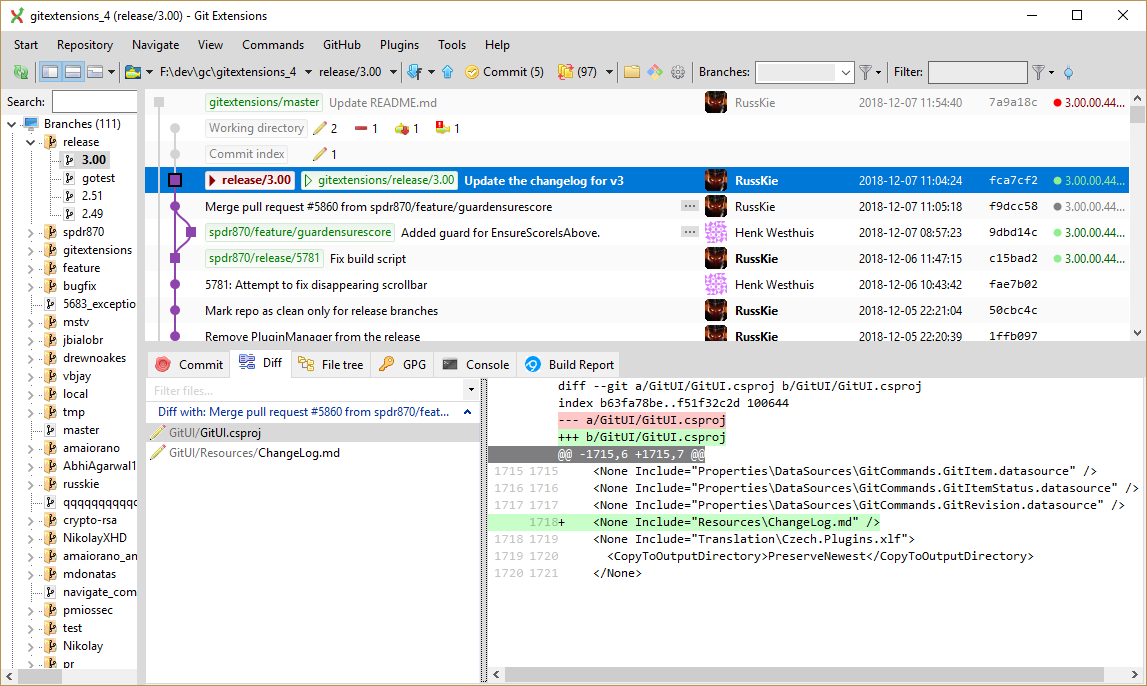 gitextensions_4 (release/3.00) - Git Extensions
Start Repository Navigate View Commands GitHub Plugins Tools Help
F:\dev\gc\gitextensions_4 release/3.00 Commit (5) (97) Branches: Filter:
Search:
Branches (111)
release
3.00
gotest
2.51
2.49
spdr870
gitextensions
feature
bugfix
5683_exceptio
mstv
jbialobr
drewnoakes
vbjay
local
tmp
master
amaiorano
AbhiAgarwal1
russkie
qqqqqqqqqqc
crypto-rsa
NikolayXHD
amaiorano_an
mdonatas
navigate_com
pmiossec
test
Nikolay
pr
gitextensions/master Update README.md RussKie 2018-12-07 11:54:40 7a9a18c 3.00.00.44...
Working directory 2 1 1 1
Commit index 1
release/3.00 gitextensions/release/3.00 Update the changelog for v3 RussKie 2018-12-07 11:04:24 fca7cf2 3.00.00.44...
Merge pull request #5860 from spdr870/feature/guardensurescore RussKie 2018-12-07 11:05:18 f9dcc58 3.00.00.44...
spdr870/feature/guardensurescore Added guard for EnsureScoreIsAbove. Henk Westhuis 2018-12-07 08:57:23 9dbd14c 3.00.00.44...
spdr870/release/5781 Fix build script RussKie 2018-12-06 11:47:15 c15bad2 3.00.00.44...
5781: Attempt to fix disappearing scrollbar Henk Westhuis 2018-12-06 10:43:42 fae7b02
Mark repo as clean only for release branches RussKie 2018-12-05 22:21:04 50cbc4c
Remove PluginManager from the release RussKie 2018-12-05 22:20:39 1ffb097
Commit Diff File tree GPG Console Build Report
Filter files...
Diff with: Merge pull request #5860 from spdr870/feat...
GitUI/GitUI.csproj
GitUI/Resources/ChangeLog.md
diff --git a/GitUI/GitUI.csproj b/GitUI/GitUI.csproj
index b63fa78be..f51f32c2d 100644
--- a/GitUI/GitUI.csproj
+++ b/GitUI/GitUI.csproj
@@ -1715,6 +1715,7 @@
1715 1715 <None Include="Properties\DataSources\GitCommands.GitItem.datasource" />
1716 1716 <None Include="Properties\DataSources\GitCommands.GitItemStatus.datasource" />
1717 1717 <None Include="Properties\DataSources\GitCommands.GitRevision.datasource" />
1718+ <None Include="Resources\ChangeLog.md" />
1718 1719 <None Include="Translation\Czech.Plugins.xlf">
1719 1720 <CopyToOutputDirectory>PreserveNewest</CopyToOutputDirectory>
1720 1721 </None>